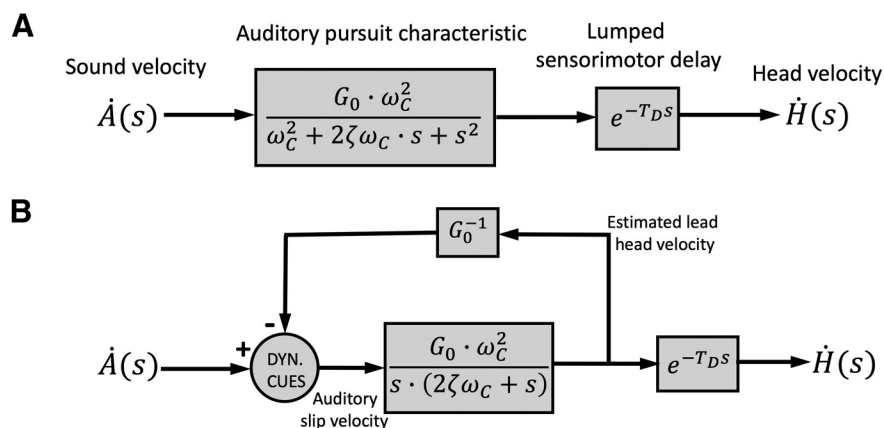 A
Auditory pursuit characteristic
Lumped
sensorimotor delay
Sound velocity
Head velocity
Ȧ(s)
G₀ · ω_C²
ω_C² + 2ζω_C · s + s²
e^{-T_D s}
Ḣ(s)
B
G₀⁻¹
Estimated lead
head velocity
-
+
Ȧ(s)
DYN.
CUES
Auditory
slip velocity
G₀ · ω_C²
s · (2ζω_C + s)
e^{-T_D s}
Ḣ(s)